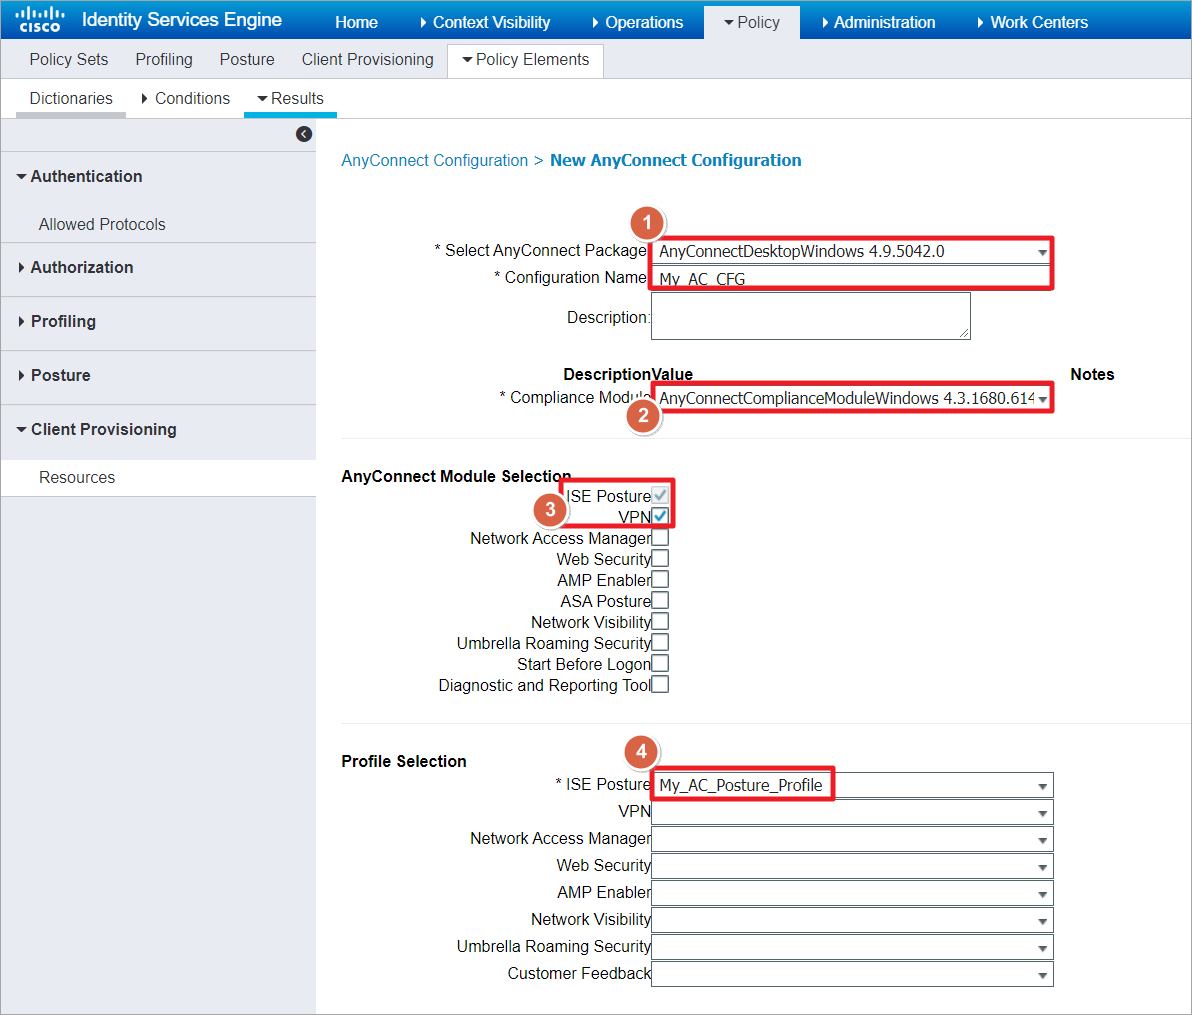 cisco Identity Services Engine Home Context Visibility Operations Policy Administration Work Centers
Policy Sets Profiling Posture Client Provisioning Policy Elements
Dictionaries Conditions Results
Authentication
Allowed Protocols
Authorization
Profiling
Posture
Client Provisioning
Resources
AnyConnect Configuration > New AnyConnect Configuration
1
* Select AnyConnect Package AnyConnectDesktopWindows 4.9.5042.0
* Configuration Name My_AC_CFG
Description:
Description Value Notes
* Compliance Module AnyConnectComplianceModuleWindows 4.3.1680.614
2
AnyConnect Module Selection
ISE Posture
3
VPN
Network Access Manager
Web Security
AMP Enabler
ASA Posture
Network Visibility
Umbrella Roaming Security
Start Before Logon
Diagnostic and Reporting Tool
4
Profile Selection
* ISE Posture My_AC_Posture_Profile
VPN
Network Access Manager
Web Security
AMP Enabler
Network Visibility
Umbrella Roaming Security
Customer Feedback